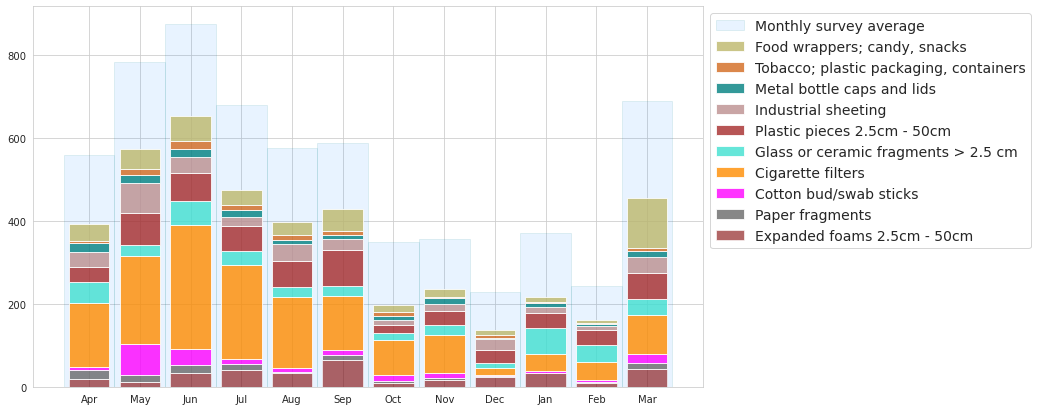 800
600
400
200
0
Apr May Jun Jul Aug Sep Oct Nov Dec Jan Feb Mar
Monthly survey average
Food wrappers; candy, snacks
Tobacco; plastic packaging, containers
Metal bottle caps and lids
Industrial sheeting
Plastic pieces 2.5cm - 50cm
Glass or ceramic fragments > 2.5 cm
Cigarette filters
Cotton bud/swab sticks
Paper fragments
Expanded foams 2.5cm - 50cm